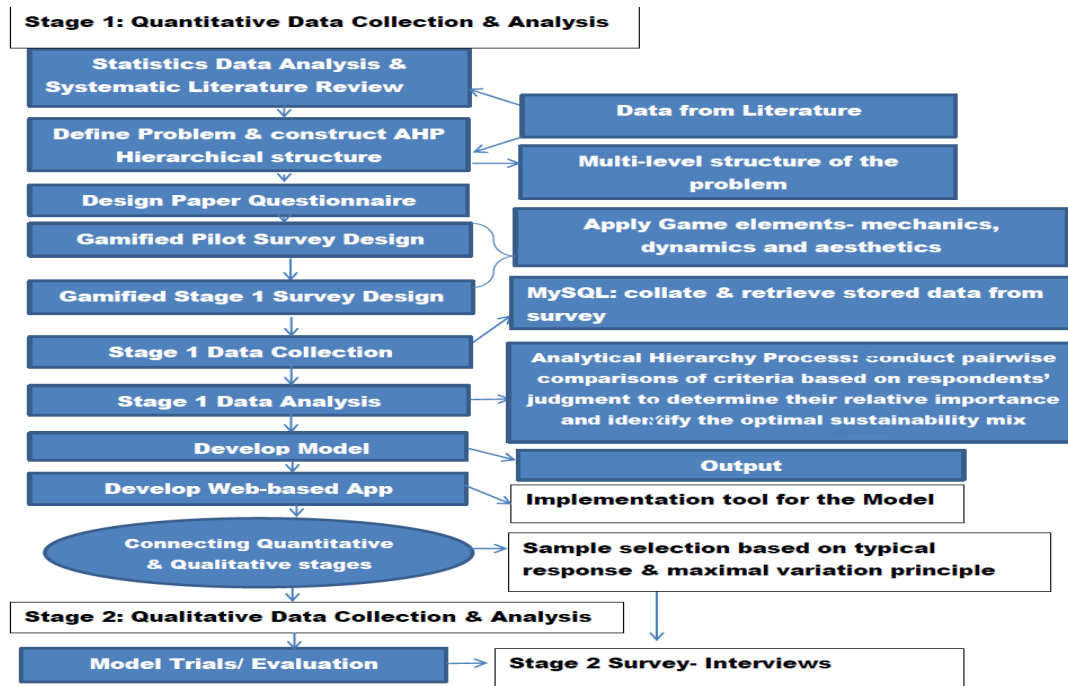 Stage 1: Quantitative Data Collection & Analysis
Statistics Data Analysis &
Systematic Literature Review
Data from Literature
Define Problem & construct AHP
Hierarchical structure
Multi-level structure of the
problem
Design Paper Questionnaire
Gamified Pilot Survey Design
Apply Game elements- mechanics,
dynamics and aesthetics
Gamified Stage 1 Survey Design
MySQL: collate & retrieve stored data from
survey
Stage 1 Data Collection
Analytical Hierarchy Process: conduct pairwise
comparisons of criteria based on respondents’
judgment to determine their relative importance
and identify the optimal sustainability mix
Stage 1 Data Analysis
Develop Model
Output
Develop Web-based App
Implementation tool for the Model
Connecting Quantitative
& Qualitative stages
Sample selection based on typical
response & maximal variation principle
Stage 2: Qualitative Data Collection & Analysis
Model Trials/ Evaluation
Stage 2 Survey- Interviews